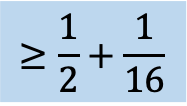 ≥ 1/2 + 1/16